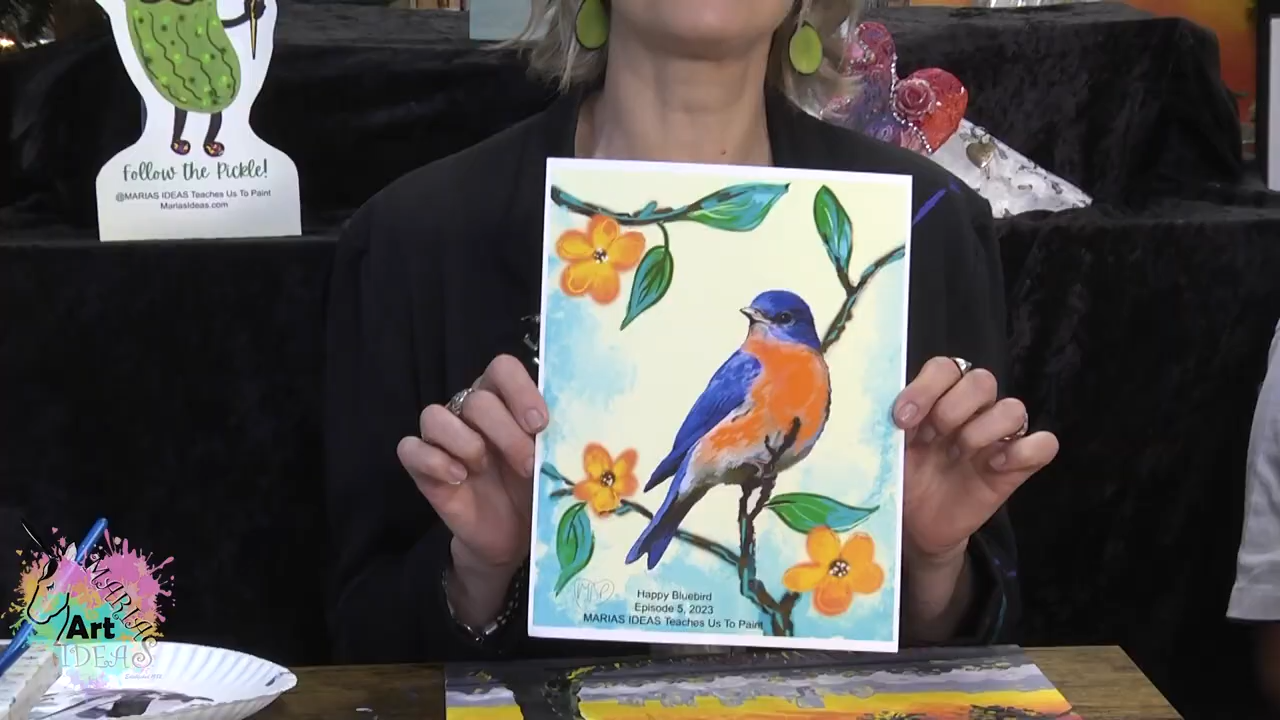 Follow the Pickle!
@MARIAS IDEAS Teaches Us To Paint
MariasIdeas.com
Happy Bluebird
Episode 5, 2023
MARIAS IDEAS Teaches Us To Paint
MARIAS
Art
IDEAS